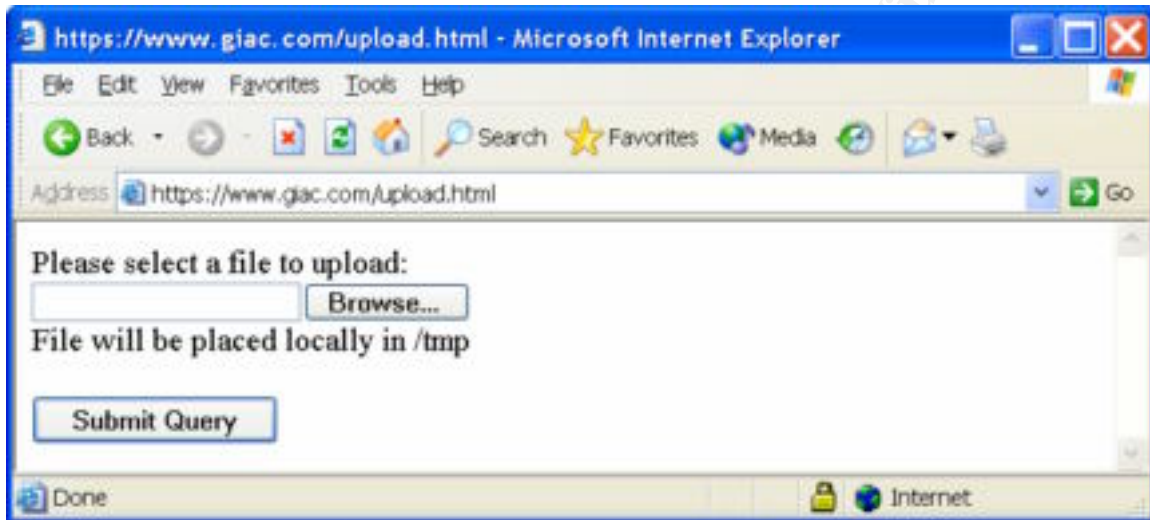 https://www.giac.com/upload.html - Microsoft Internet Explorer
File Edit View Favorites Tools Help
Back Search Favorites Media
Address https://www.giac.com/upload.html Go
Please select a file to upload:
Browse...
File will be placed locally in /tmp
Submit Query
Done Internet